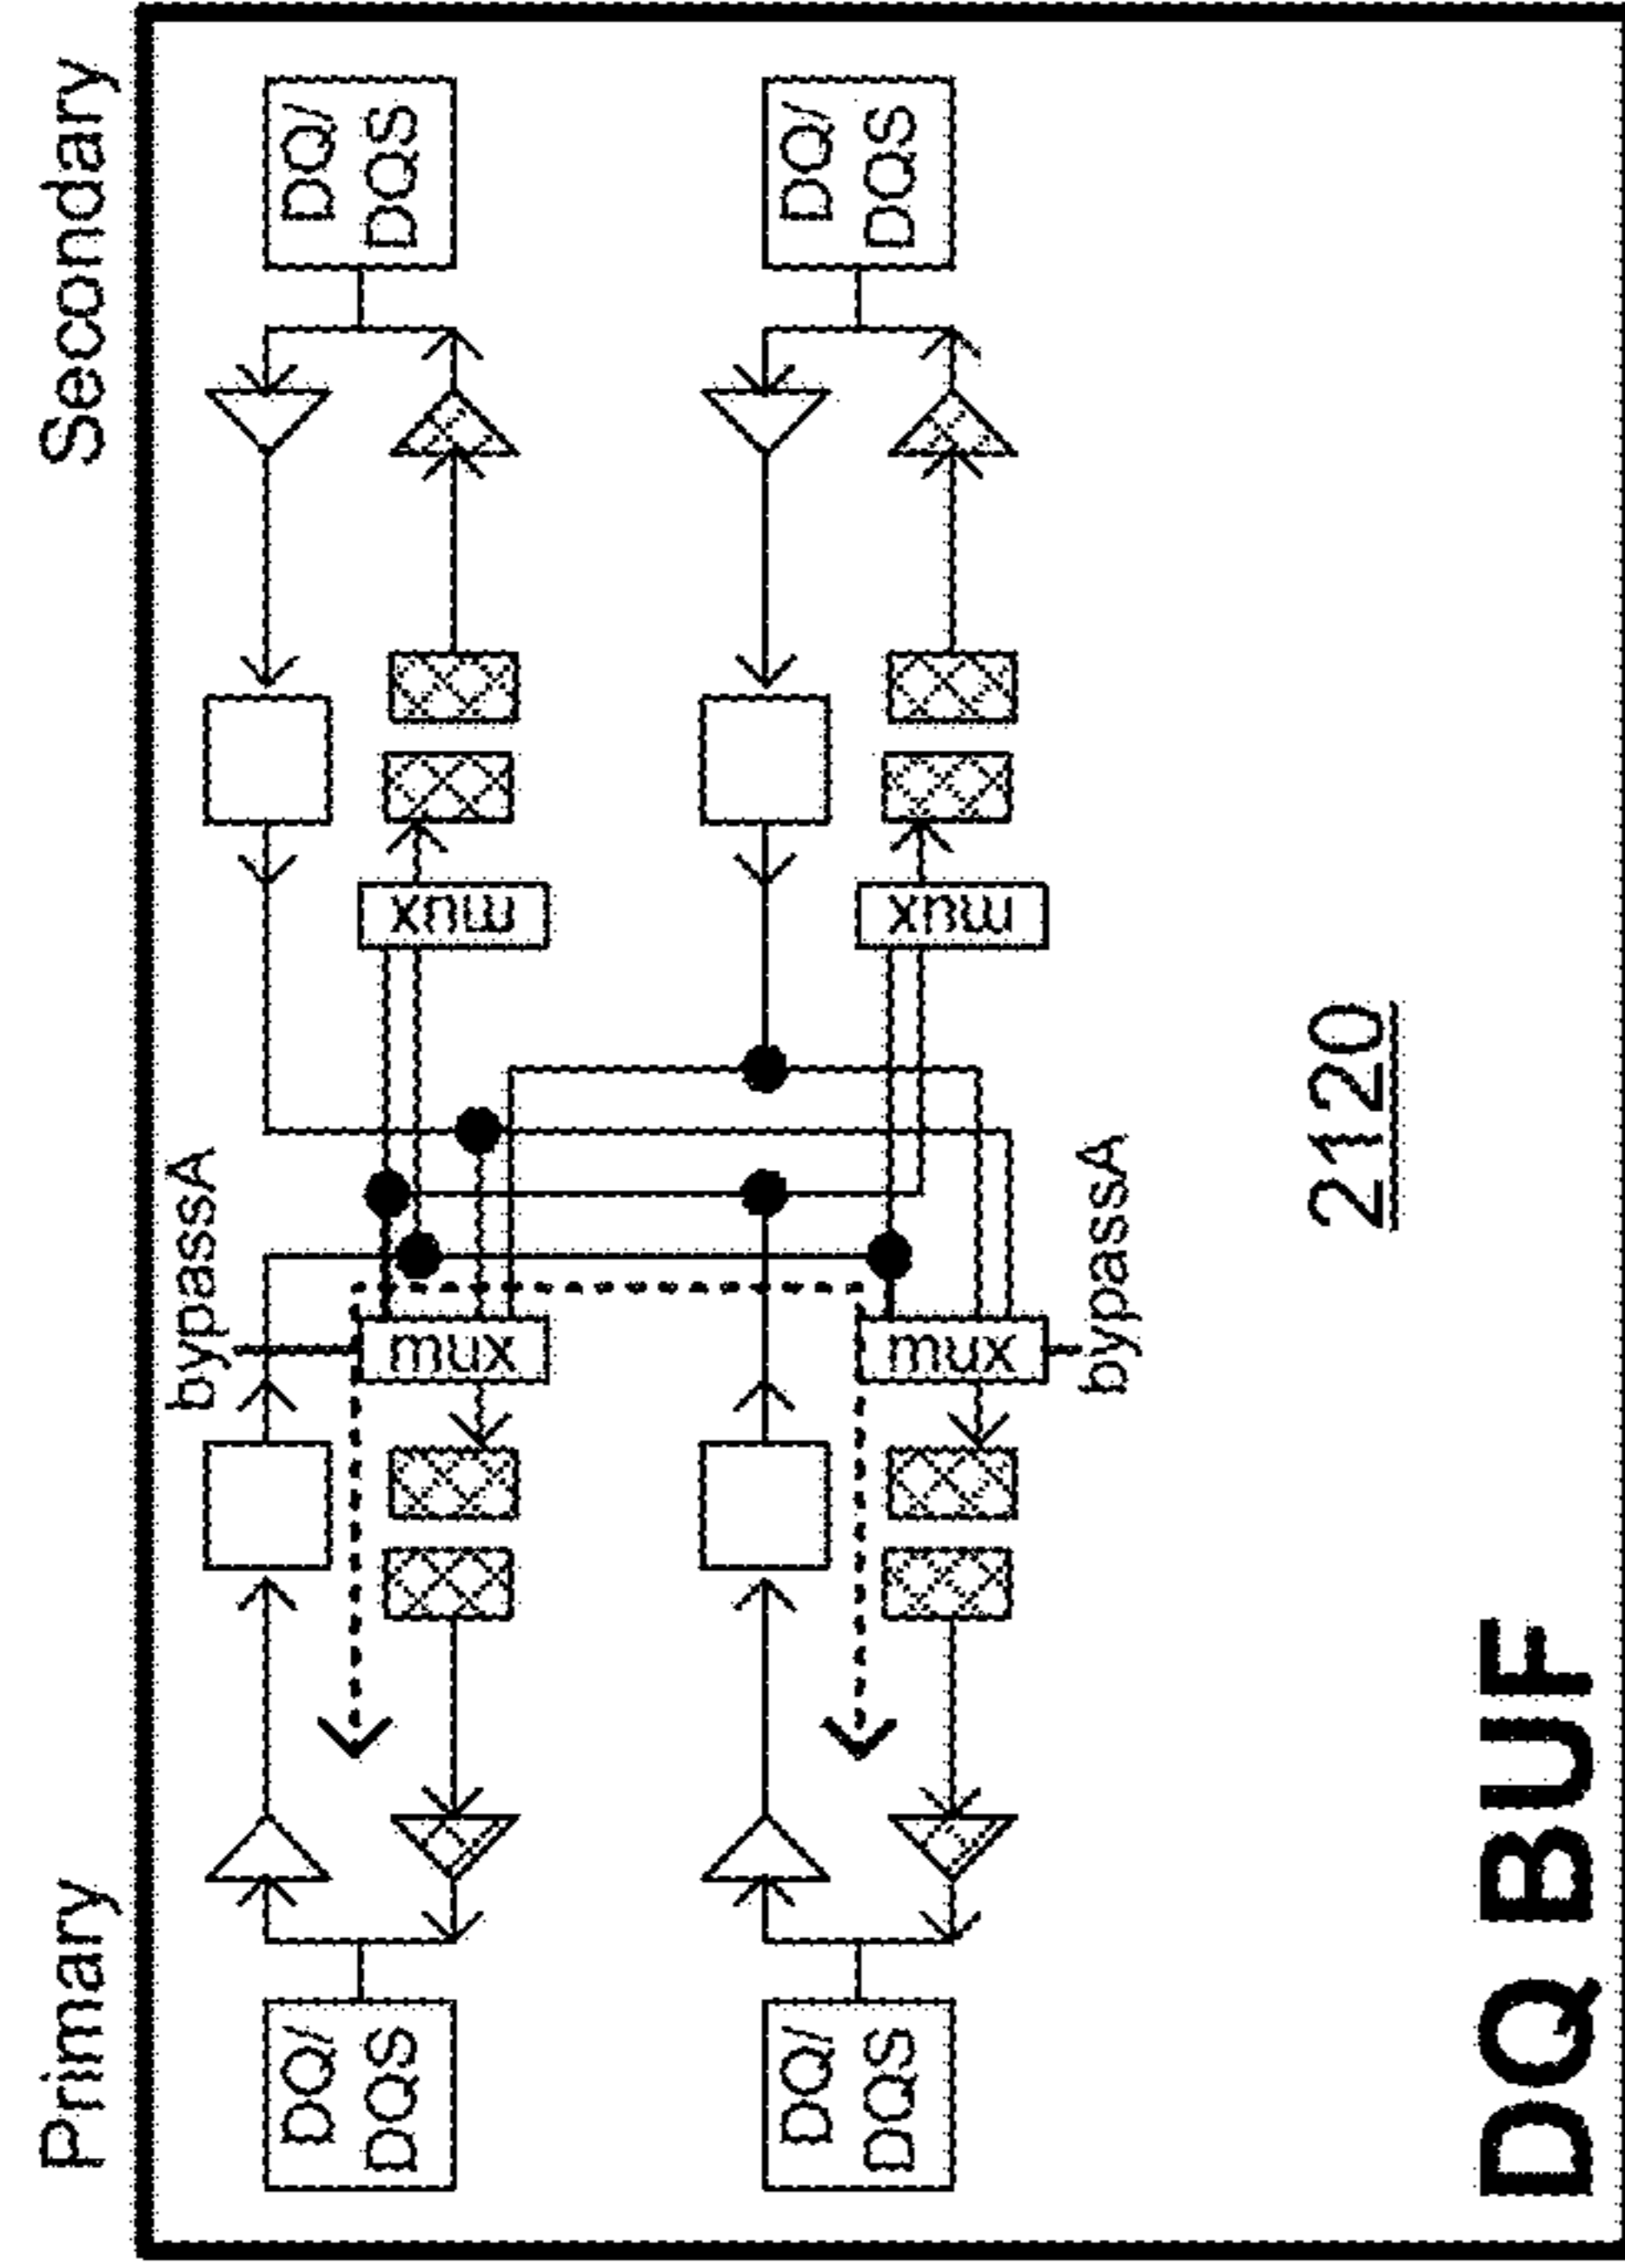 Primary
Secondary
DQ/
DQS
DQ/
DQS
bypassA
mux
mux
DQ/
DQS
DQ/
DQS
mux
mux
bypassA
2120
DQ BUF